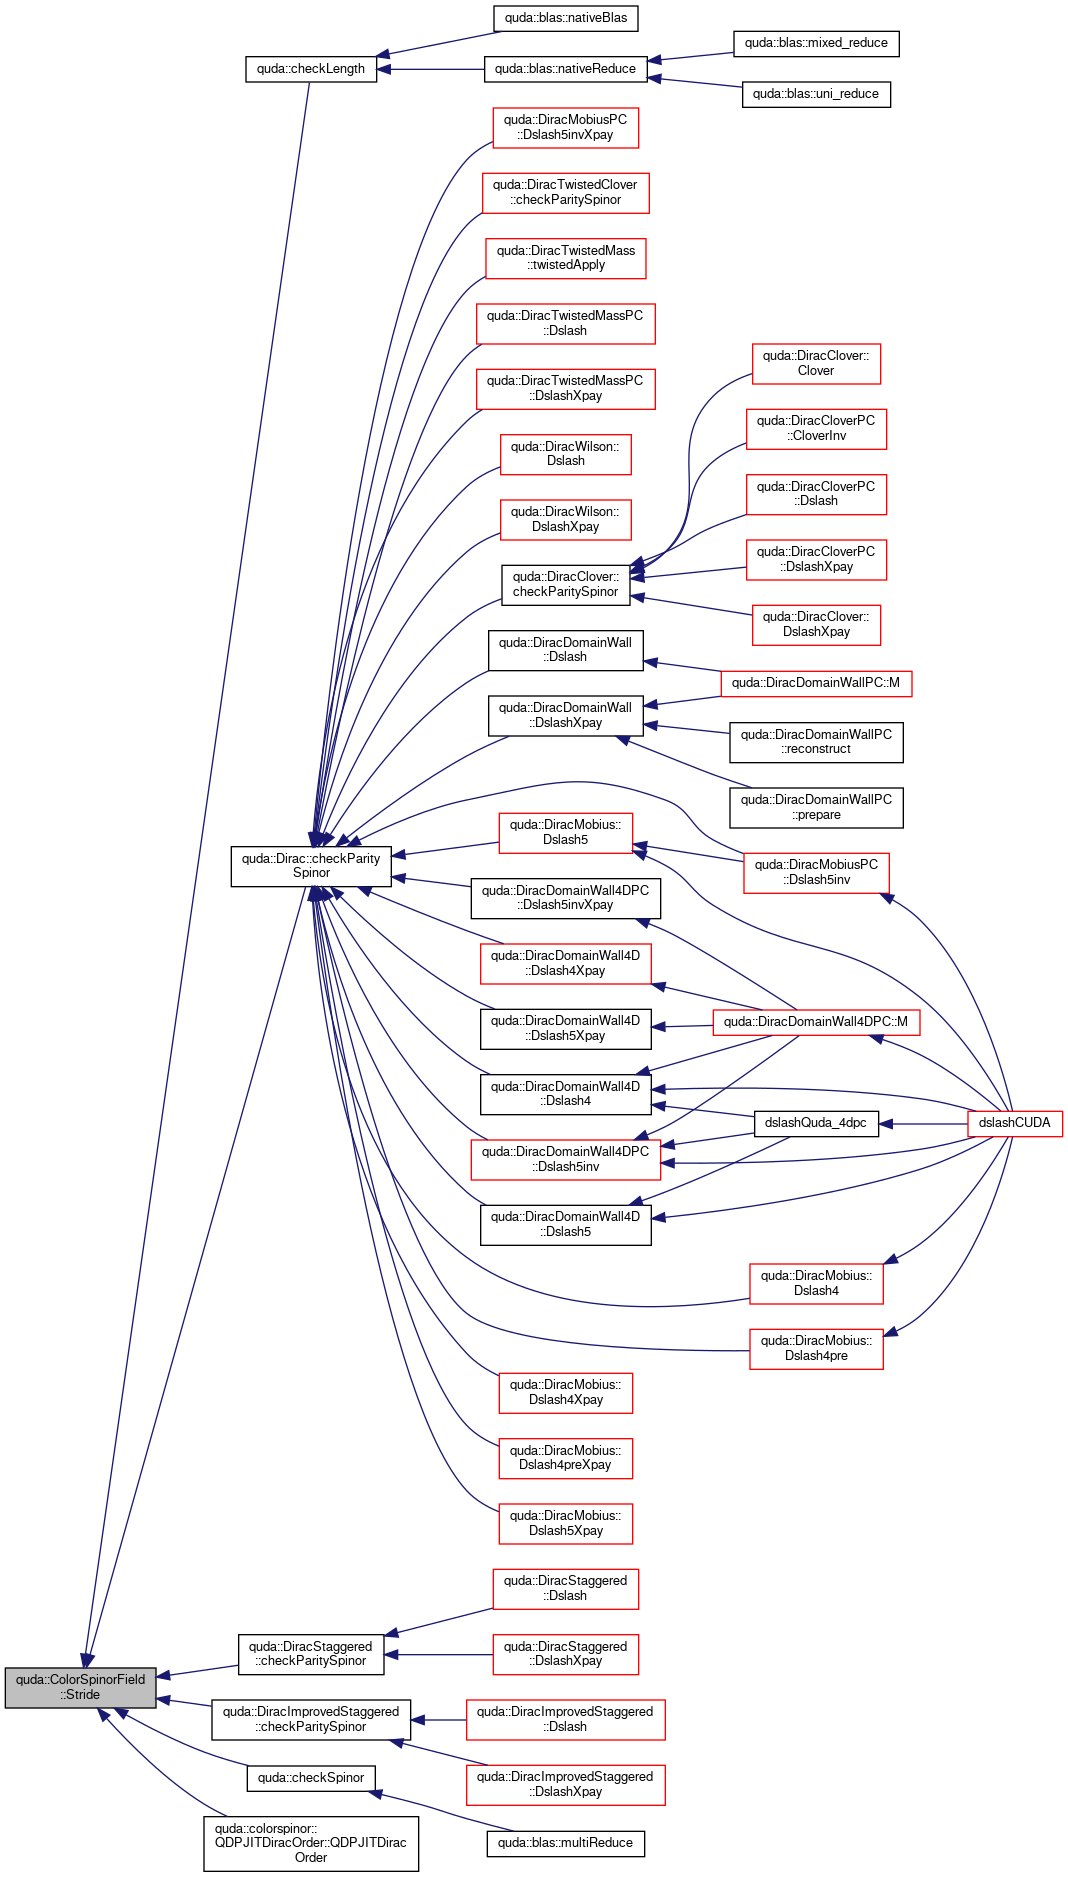 quda::blas::nativeBlas
quda::blas::mixed_reduce
quda::checkLength
quda::blas::nativeReduce
quda::blas::uni_reduce
quda::DiracMobiusPC
::Dslash5invXpay
quda::DiracTwistedClover
::checkParitySpinor
quda::DiracTwistedMass
::twistedApply
quda::DiracTwistedMassPC
::Dslash
quda::DiracTwistedMassPC
::DslashXpay
quda::DiracClover::
Clover
quda::DiracCloverPC
::CloverInv
quda::DiracWilson::
Dslash
quda::DiracCloverPC
::Dslash
quda::DiracWilson::
DslashXpay
quda::DiracCloverPC
::DslashXpay
quda::DiracClover::
checkParitySpinor
quda::DiracClover::
DslashXpay
quda::DiracDomainWall
::Dslash
quda::DiracDomainWallPC::M
quda::DiracDomainWall
::DslashXpay
quda::DiracDomainWallPC
::reconstruct
quda::DiracDomainWallPC
::prepare
quda::DiracMobius::
Dslash5
quda::Dirac::checkParity
Spinor
quda::DiracMobiusPC
::Dslash5inv
quda::DiracDomainWall4DPC
::Dslash5invXpay
quda::DiracDomainWall4D
::Dslash4Xpay
quda::DiracDomainWall4D
::Dslash5Xpay
quda::DiracDomainWall4DPC::M
quda::DiracDomainWall4D
::Dslash4
dslashQuda_4dpc
dslashCUDA
quda::DiracDomainWall4DPC
::Dslash5inv
quda::DiracDomainWall4D
::Dslash5
quda::DiracMobius::
Dslash4
quda::DiracMobius::
Dslash4pre
quda::DiracMobius::
Dslash4Xpay
quda::DiracMobius::
Dslash4preXpay
quda::DiracMobius::
Dslash5Xpay
quda::DiracStaggered
::Dslash
quda::DiracStaggered
::checkParitySpinor
quda::DiracStaggered
::DslashXpay
quda::ColorSpinorField
::Stride
quda::DiracImprovedStaggered
::checkParitySpinor
quda::DiracImprovedStaggered
::Dslash
quda::checkSpinor
quda::DiracImprovedStaggered
::DslashXpay
quda::colorspinor::
QDPJITDiracOrder::QDPJITDirac
Order
quda::blas::multiReduce